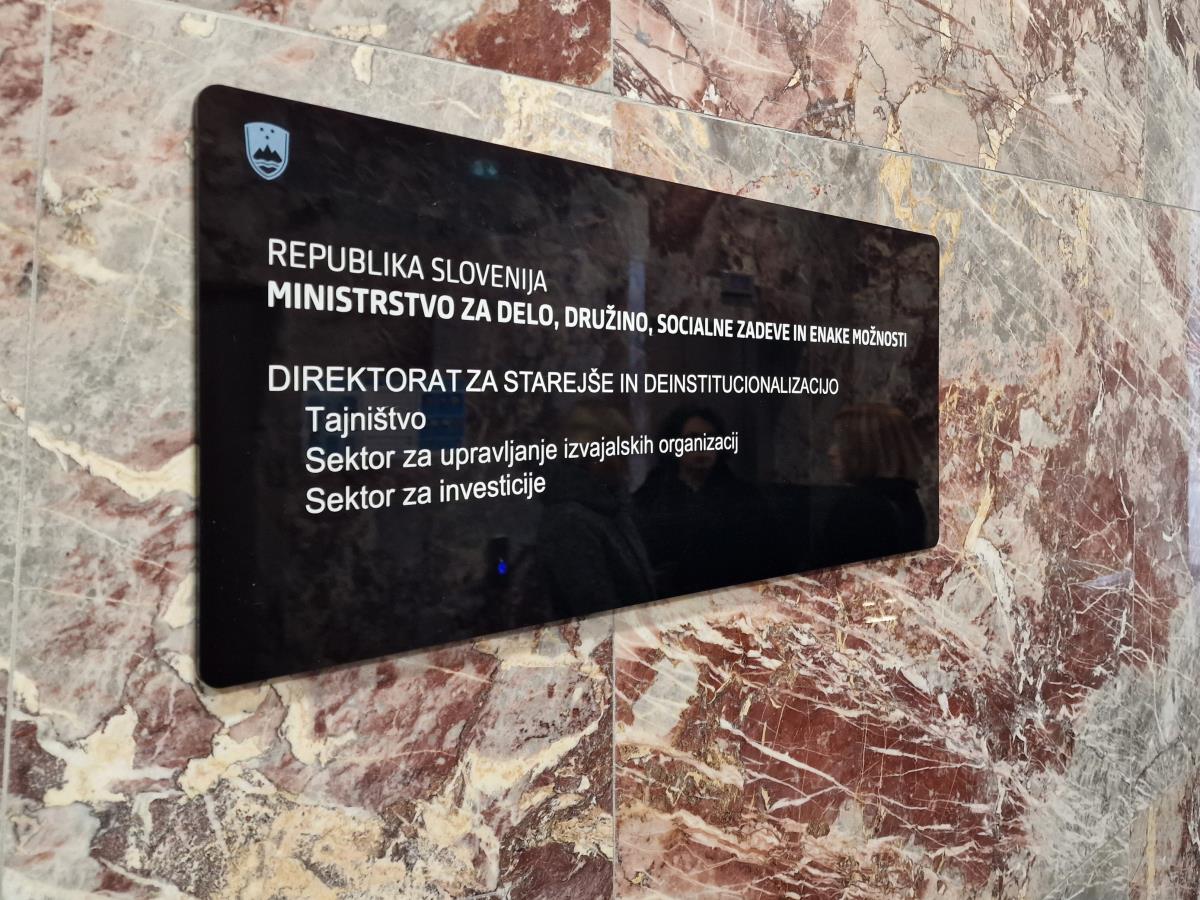 REPUBLIKA SLOVENIJA
MINISTRSTVO ZA DELO, DRUŽINO, SOCIALNE ZADEVE IN ENAKE MOŽNOSTI
DIREKTORAT ZA STAREJŠE IN DEINSTITUCIONALIZACIJO
Tajništvo
Sektor za upravljanje izvajalskih organizacij
Sektor za investicije